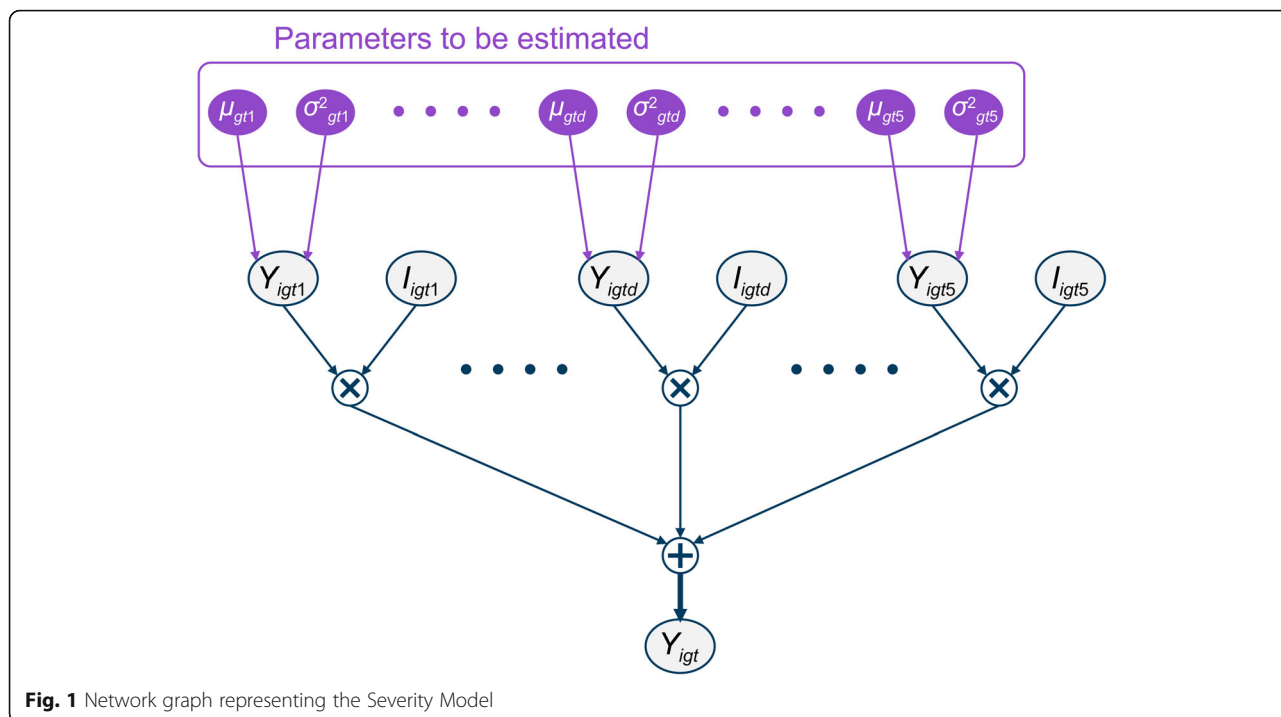 Parameters to be estimated
μgt1 σ²gt1 • • • • μgtd σ²gtd • • • • μgt5 σ²gt5
Yigt1 Iigt1 Yigtd Iigtd Yigt5 Iigt5
× • • • • × • • • • ×
+
Yigt
Fig. 1 Network graph representing the Severity Model